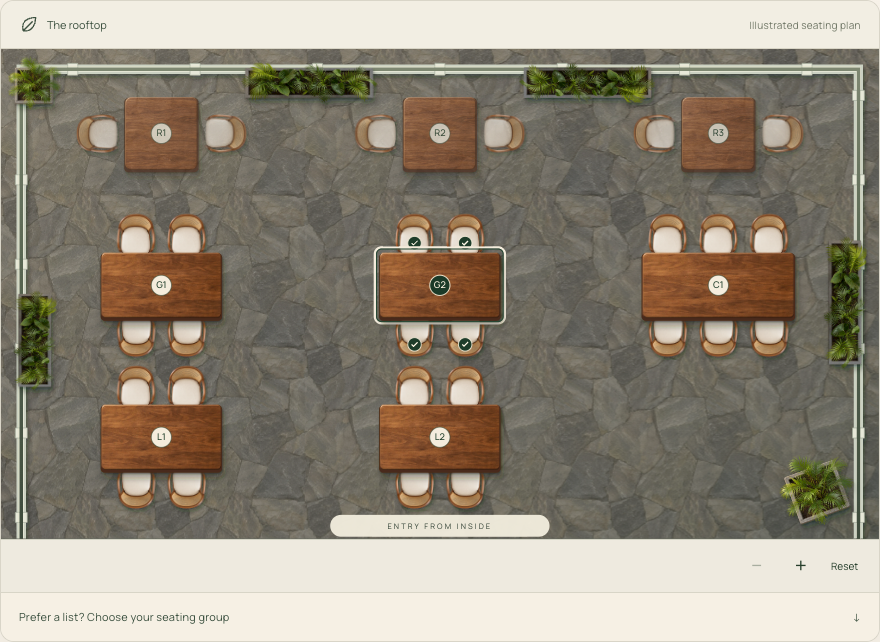 The rooftop
Illustrated seating plan
R1
R2
R3
G1
G2
C1
L1
L2
ENTRY FROM INSIDE
Reset
Prefer a list? Choose your seating group